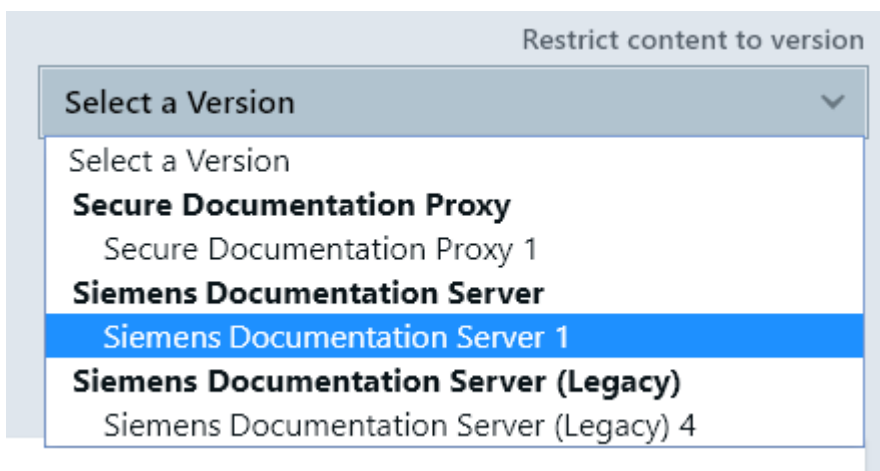 Restrict content to version
Select a Version
Select a Version
Secure Documentation Proxy
Secure Documentation Proxy 1
Siemens Documentation Server
Siemens Documentation Server 1
Siemens Documentation Server (Legacy)
Siemens Documentation Server (Legacy) 4